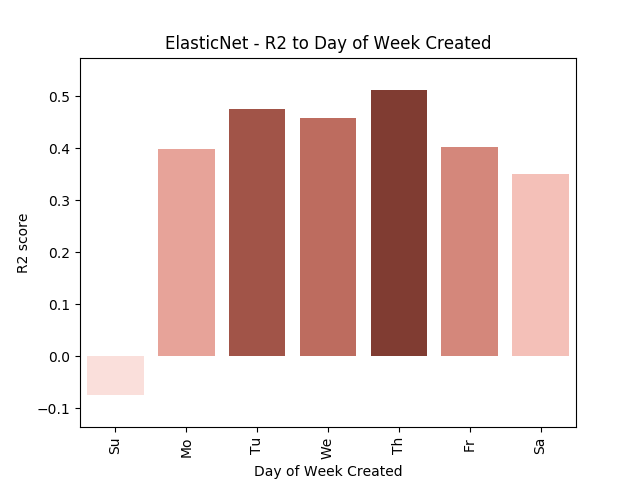 ElasticNet - R2 to Day of Week Created
0.5
0.4
0.3
0.2
0.1
0.0
−0.1
R2 score
Su Mo Tu We Th Fr Sa
Day of Week Created